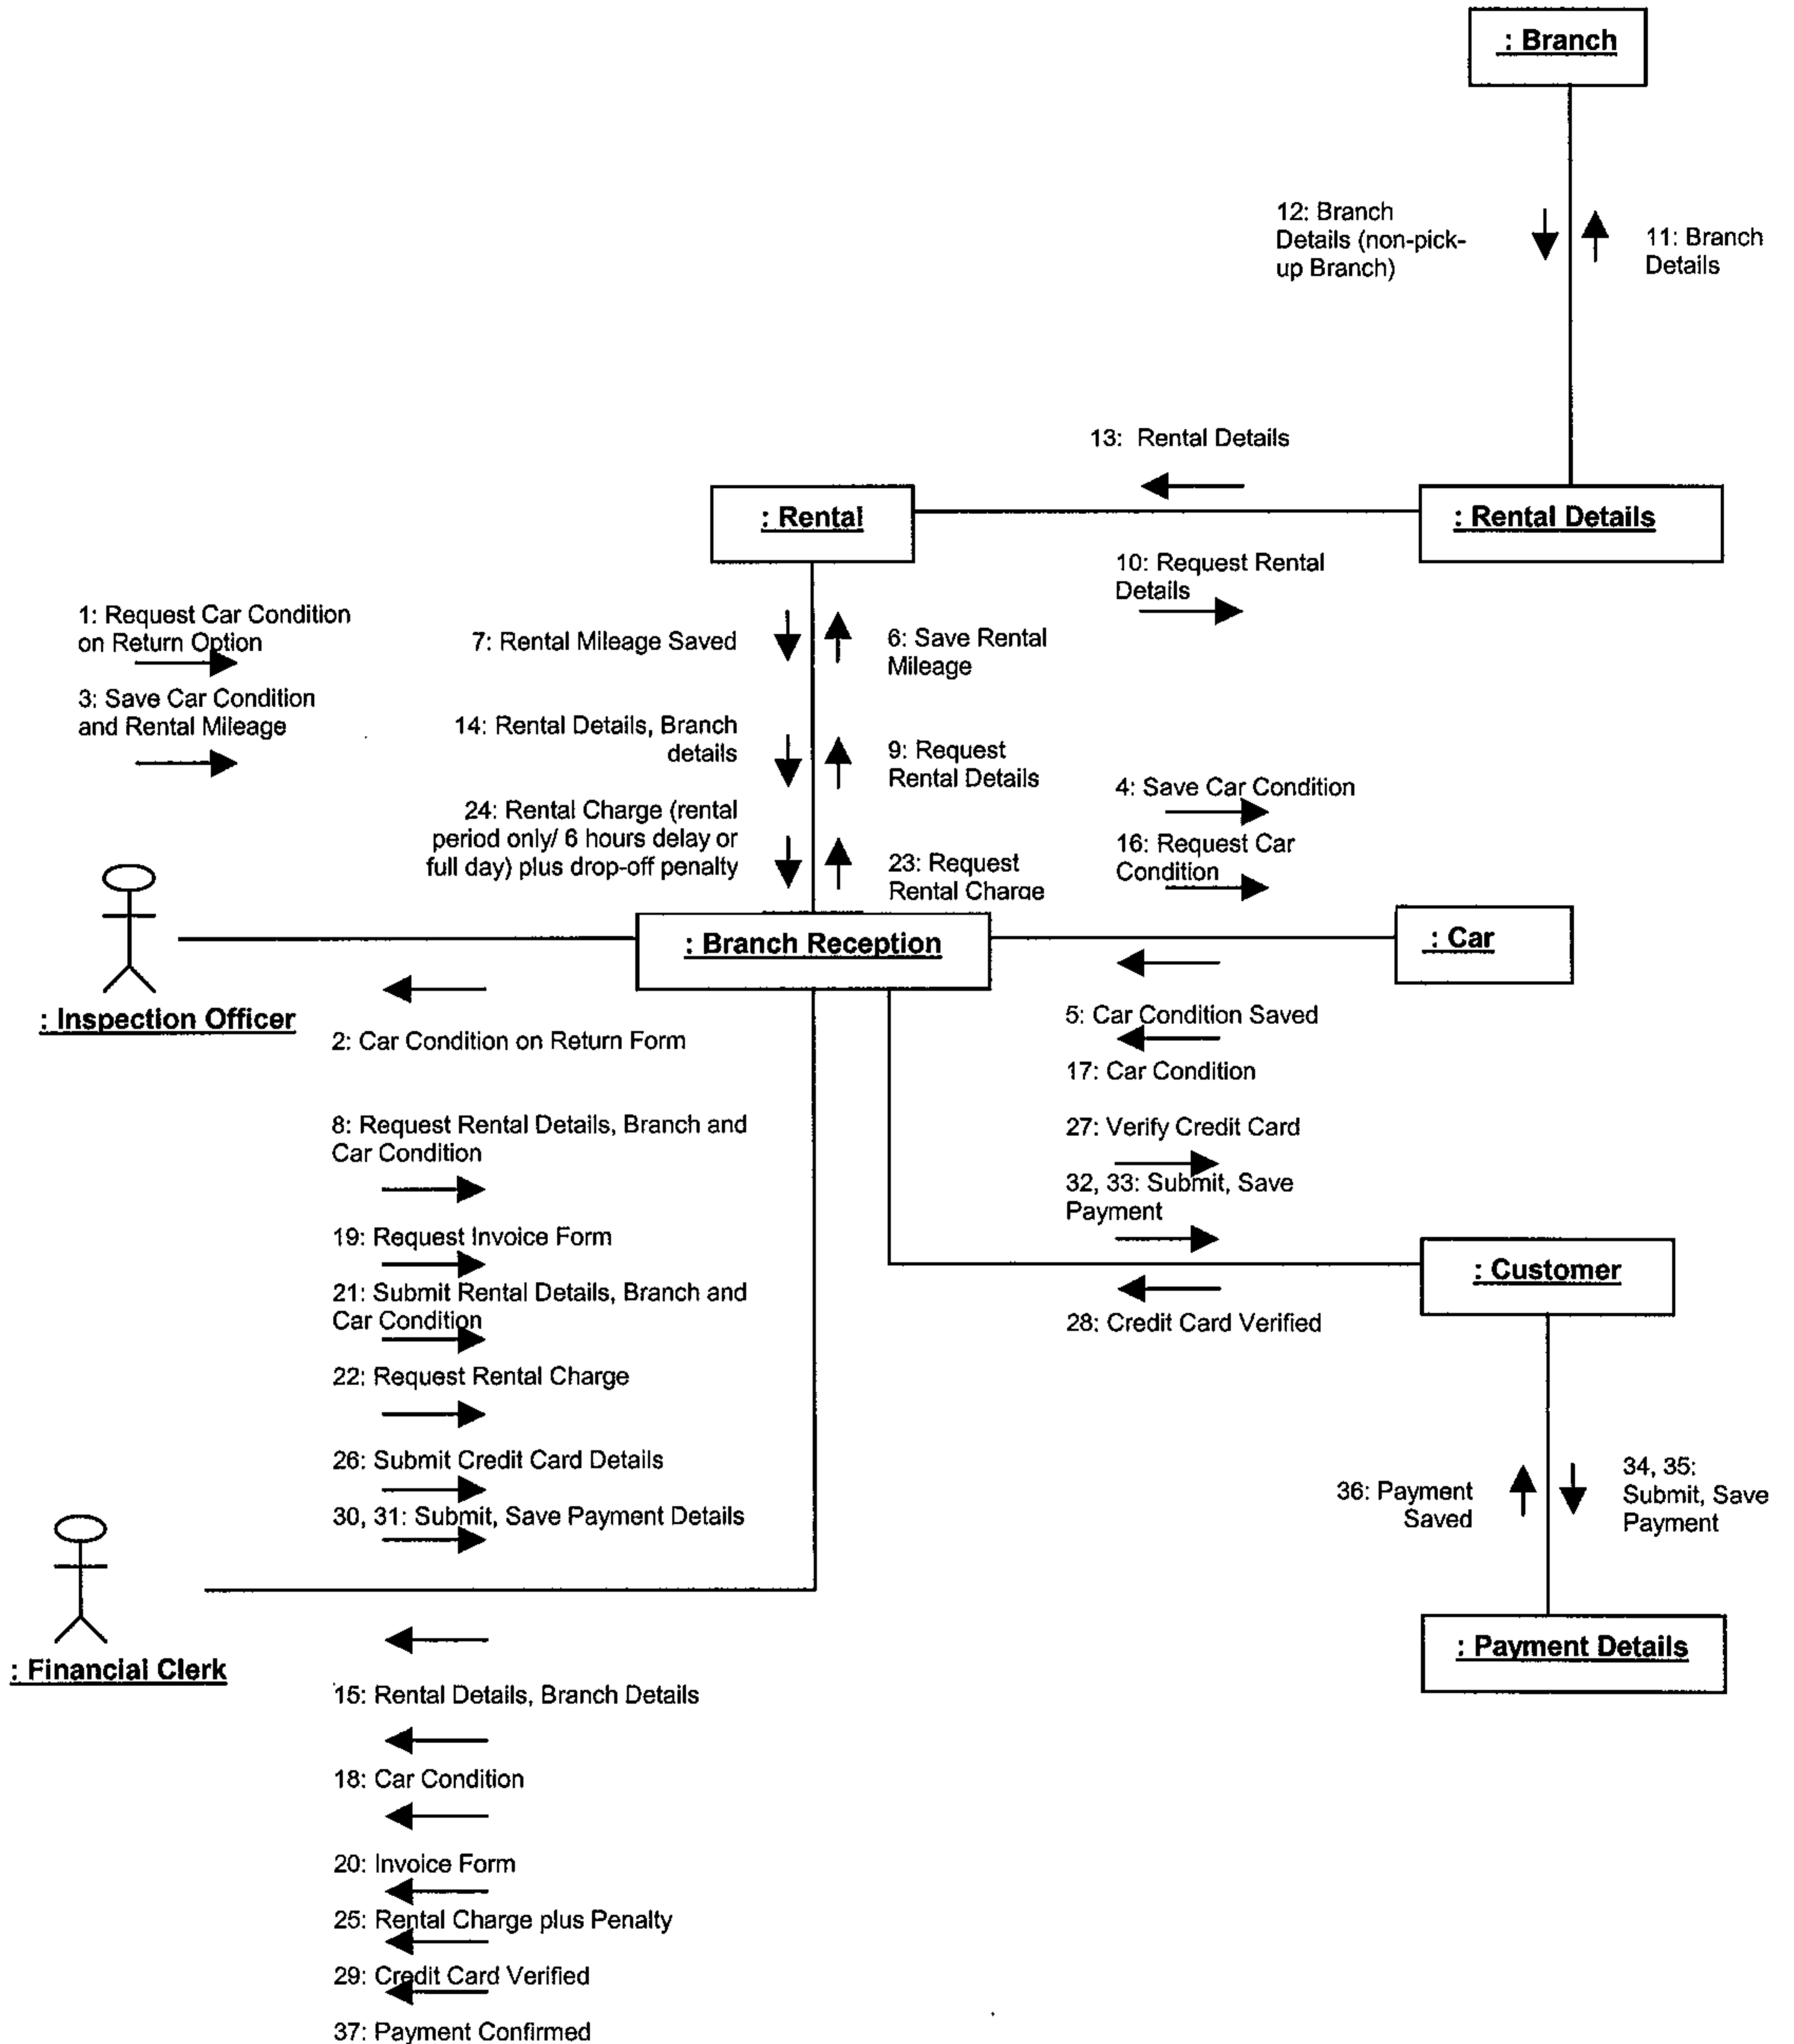 : Branch
12: Branch
Details (non-pick-
up Branch)
11: Branch
Details
13: Rental Details
: Rental
: Rental Details
10: Request Rental
Details
1: Request Car Condition
on Return Option
7: Rental Mileage Saved
6: Save Rental
Mileage
3: Save Car Condition
and Rental Mileage
14: Rental Details, Branch
details
9: Request
Rental Details
4: Save Car Condition
24: Rental Charge (rental
period only/ 6 hours delay or
full day) plus drop-off penalty
16: Request Car
Condition
23: Request
Rental Charge
: Branch Reception
: Car
: Inspection Officer
2: Car Condition on Return Form
5: Car Condition Saved
17: Car Condition
8: Request Rental Details, Branch and
Car Condition
27: Verify Credit Card
32, 33: Submit, Save
Payment
19: Request Invoice Form
: Customer
21: Submit Rental Details, Branch and
Car Condition
28: Credit Card Verified
22: Request Rental Charge
26: Submit Credit Card Details
36: Payment
Saved
34, 35:
Submit, Save
Payment
30, 31: Submit, Save Payment Details
: Financial Clerk
: Payment Details
15: Rental Details, Branch Details
18: Car Condition
20: Invoice Form
25: Rental Charge plus Penalty
29: Credit Card Verified
37: Payment Confirmed